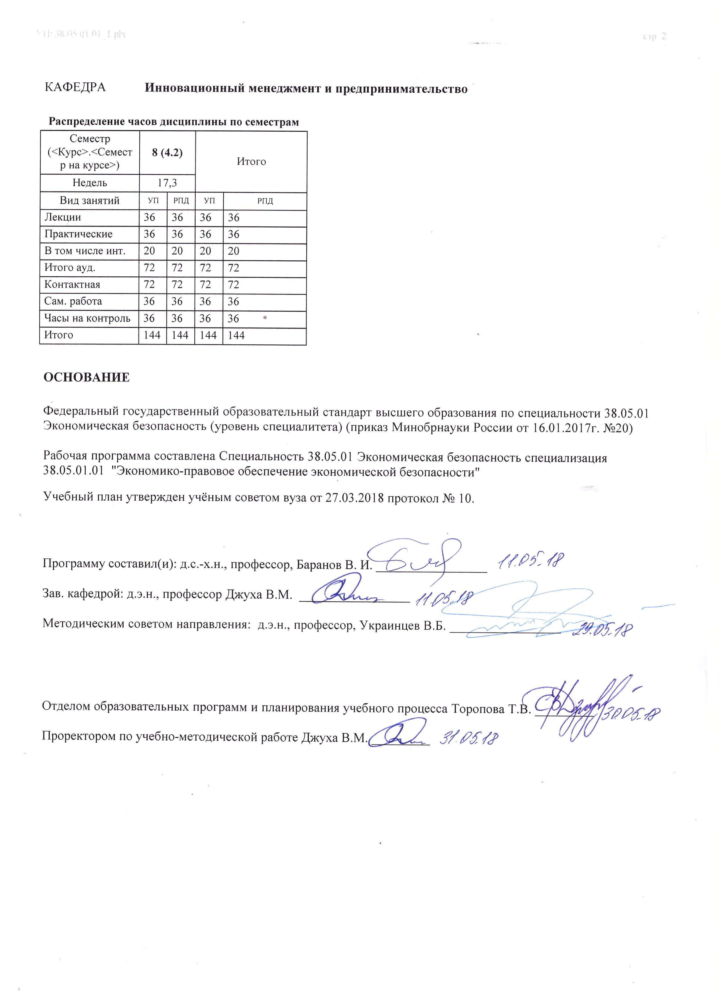 УП: 38.05.01.01_1.plx
стр. 2
КАФЕДРА Инновационный менеджмент и предпринимательство
Распределение часов дисциплины по семестрам
Семестр
(<Курс>.<Семест
р на курсе>)
8 (4.2)
Итого
Недель 17,3
Вид занятий УП РПД УП РПД
Лекции 36 36 36 36
Практические 36 36 36 36
В том числе инт. 20 20 20 20
Итого ауд. 72 72 72 72
Контактная 72 72 72 72
Сам. работа 36 36 36 36
Часы на контроль 36 36 36 36
Итого 144 144 144 144
ОСНОВАНИЕ
Федеральный государственный образовательный стандарт высшего образования по специальности 38.05.01
Экономическая безопасность (уровень специалитета) (приказ Минобрнауки России от 16.01.2017г. №20)
Рабочая программа составлена Специальность 38.05.01 Экономическая безопасность специализация
38.05.01.01 "Экономико-правовое обеспечение экономической безопасности"
Учебный план утвержден учёным советом вуза от 27.03.2018 протокол № 10.
Программу составил(и): д.с.-х.н., профессор, Баранов В. И. 11.05.18
Зав. кафедрой: д.э.н., профессор Джуха В.М. 11.05.18
Методическим советом направления: д.э.н., профессор, Украинцев В.Б. 29.05.18
Отделом образовательных программ и планирования учебного процесса Торопова Т.В. 30.05.18
Проректором по учебно-методической работе Джуха В.М. 31.05.18